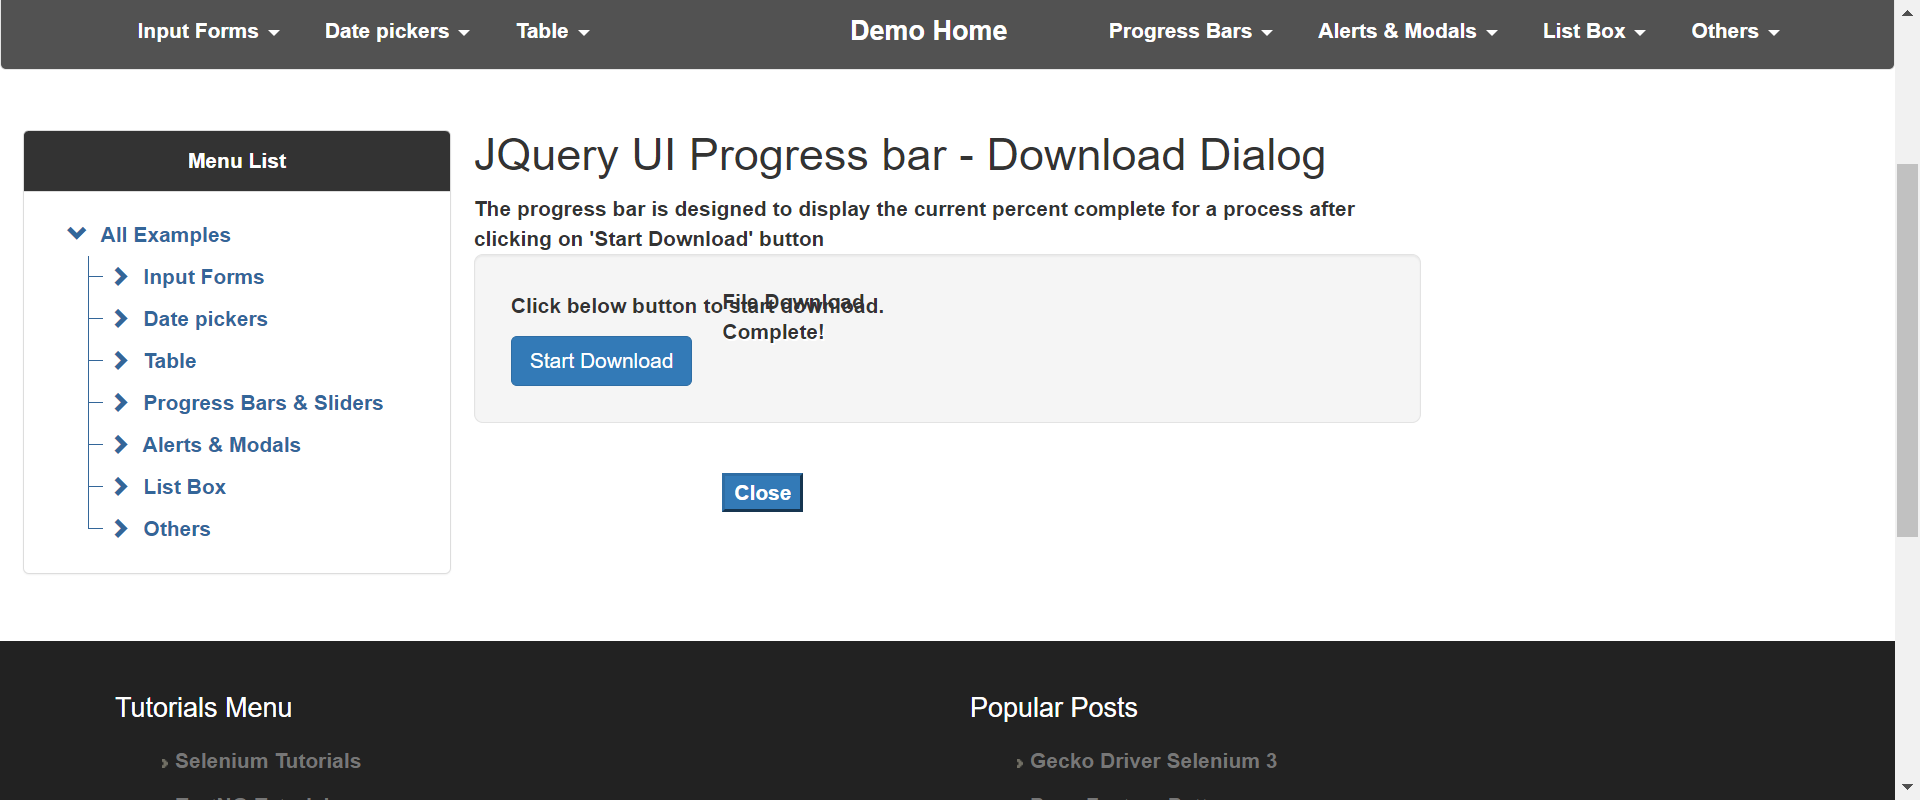 Input Forms
Date pickers
Table
Demo Home
Progress Bars
Alerts & Modals
List Box
Others
Menu List
All Examples
Input Forms
Date pickers
Table
Progress Bars & Sliders
Alerts & Modals
List Box
Others
JQuery UI Progress bar - Download Dialog
The progress bar is designed to display the current percent complete for a process after
clicking on 'Start Download' button
Click below button to start download.
File Download
Complete!
Start Download
Close
Tutorials Menu
Selenium Tutorials
Popular Posts
Gecko Driver Selenium 3